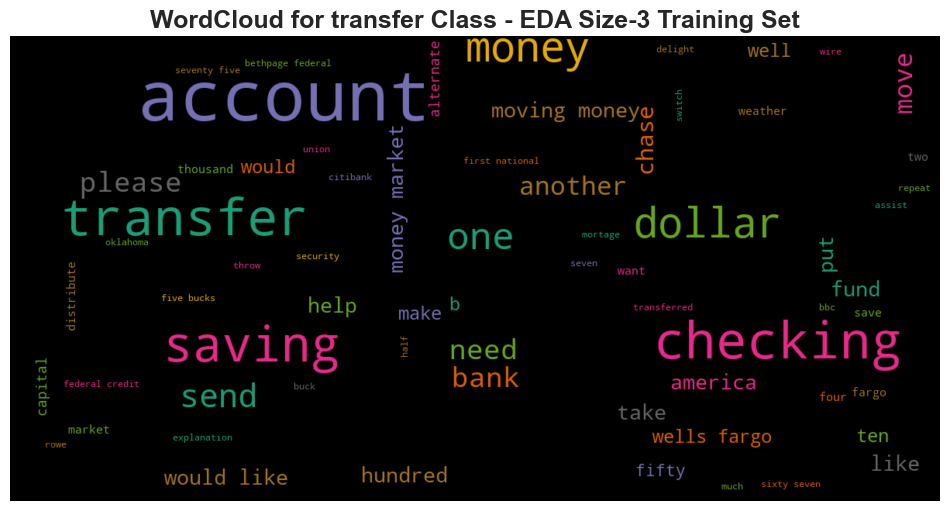 WordCloud for transfer Class - EDA Size-3 Training Set
money
delight
well
wire
seventy five
bethpage federal
alternate
account
moving money
switch
weather
move
chase
union
thousand
would
citibank
first national
two
please
another
repeat
money market
transfer
one
dollar
assist
oklahoma
mortage
put
throw
security
seven
want
distribute
five bucks
help
make
b
transferred
bbc
fund
save
saving
half
need
checking
capital
federal credit
buck
bank
america
send
four
fargo
take
market
rowe
explanation
wells fargo
ten
would like
hundred
fifty
like
much
sixty seven